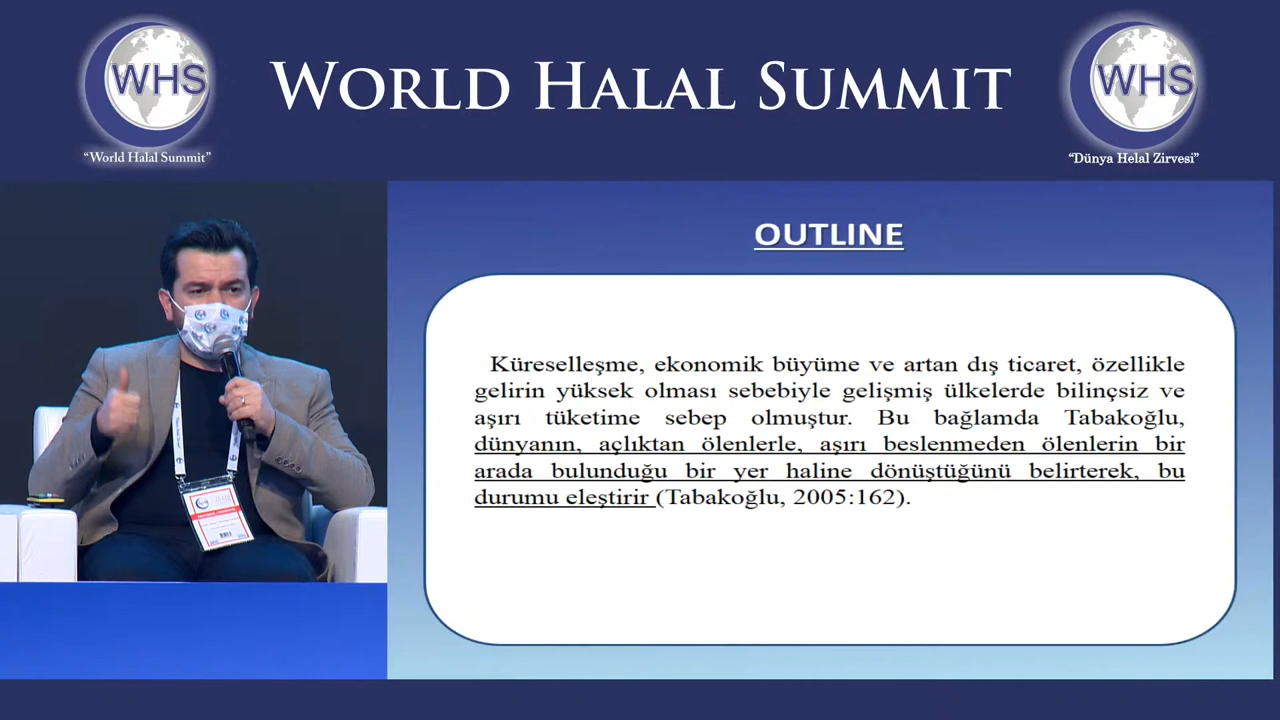 WHS
"World Halal Summit"
WORLD HALAL SUMMIT
WHS
"Dünya Helal Zirvesi"
OUTLINE
Küreselleşme, ekonomik büyüme ve artan dış ticaret, özellikle
gelirin yüksek olması sebebiyle gelişmiş ülkelerde bilinçsiz ve
aşırı tüketime sebep olmuştur. Bu bağlamda Tabakoğlu,
dünyanın, açlıktan ölenlerle, aşırı beslenmeden ölenlerin bir
arada bulunduğu bir yer haline dönüştüğünü belirterek, bu
durumu eleştirir (Tabakoğlu, 2005:162).